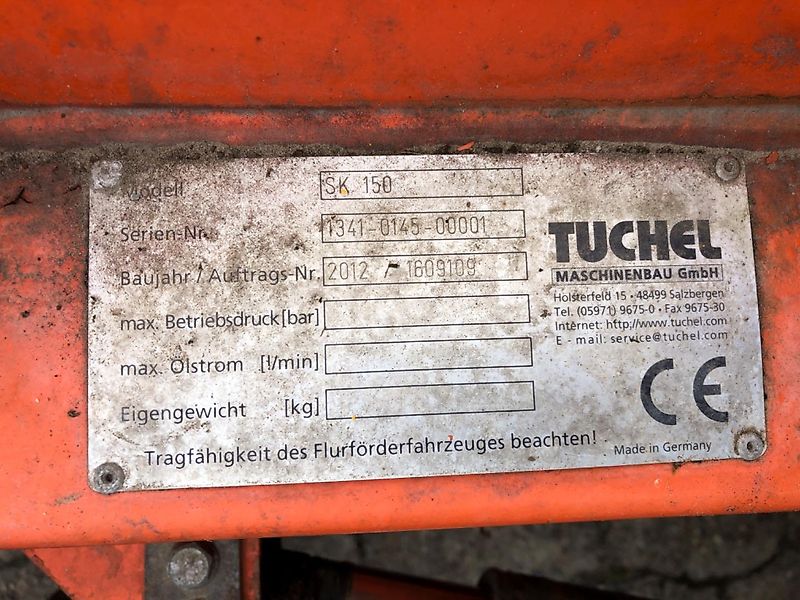 Modell SK 150
Serien-Nr. 1341-0145-00001
Baujahr / Auftrags-Nr. 2012 / 1609109
max. Betriebsdruck [bar]
max. Ölstrom [l/min]
Eigengewicht [kg]
Tragfähigkeit des Flurförderfahrzeuges beachten!
TUCHEL
MASCHINENBAU GmbH
Holsterfeld 15 • 48499 Salzbergen
Tel. (05971) 9675-0 • Fax 9675-30
Internet: http://www.tuchel.com
E - mail: service@tuchel.com
CE
Made in Germany